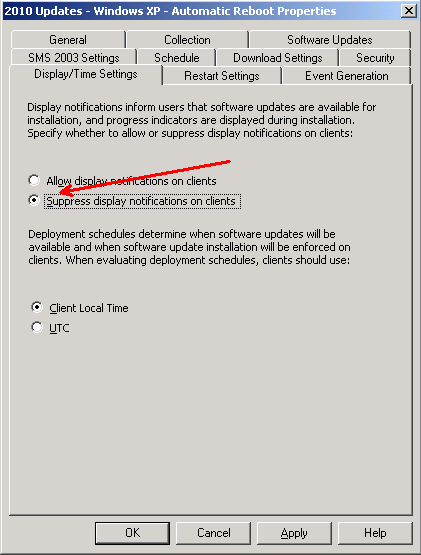 2010 Updates - Windows XP - Automatic Reboot Properties
General
Collection
Software Updates
SMS 2003 Settings
Schedule
Download Settings
Security
Display/Time Settings
Restart Settings
Event Generation
Display notifications inform users that software updates are available for
installation, and progress indicators are displayed during installation.
Specify whether to allow or suppress display notifications on clients:
Allow display notifications on clients
Suppress display notifications on clients
Deployment schedules determine when software updates will be
available and when software update installation will be enforced on
clients. When evaluating deployment schedules, clients should use:
Client Local Time
UTC
OK
Cancel
Apply
Help